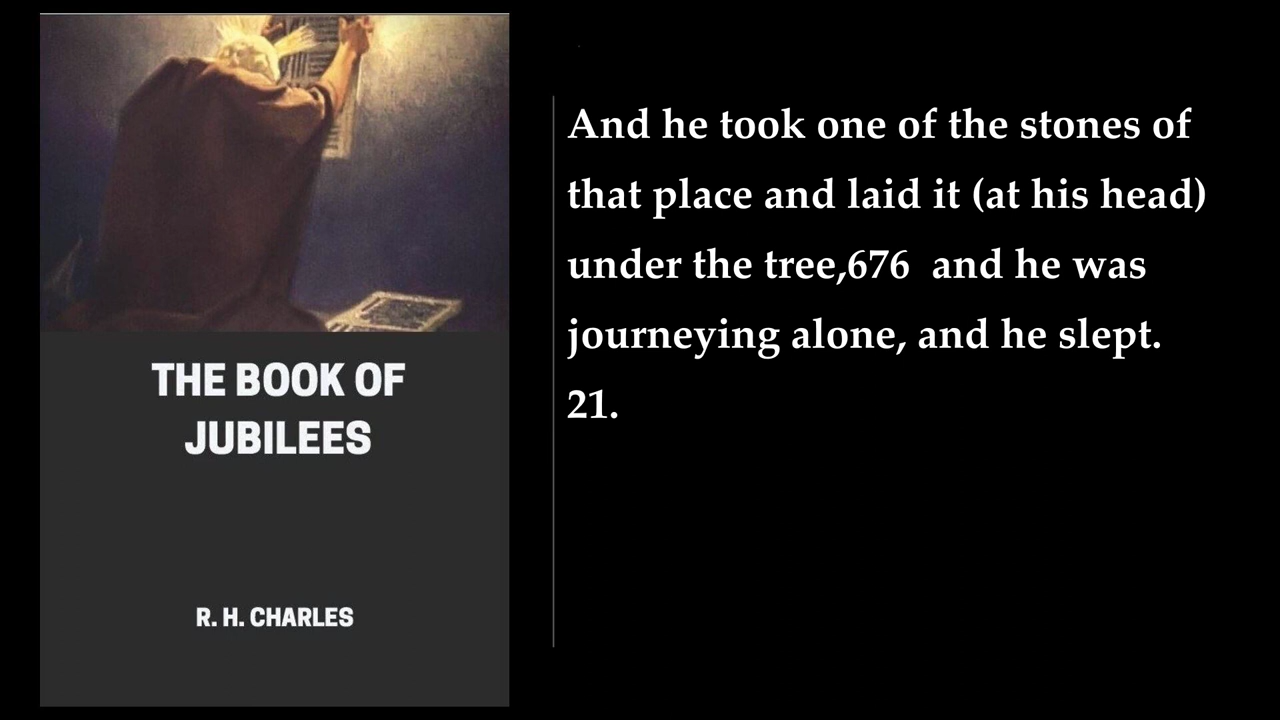 THE BOOK OF
JUBILEES
R. H. CHARLES
And he took one of the stones of
that place and laid it (at his head)
under the tree,676  and he was
journeying alone, and he slept.
21.